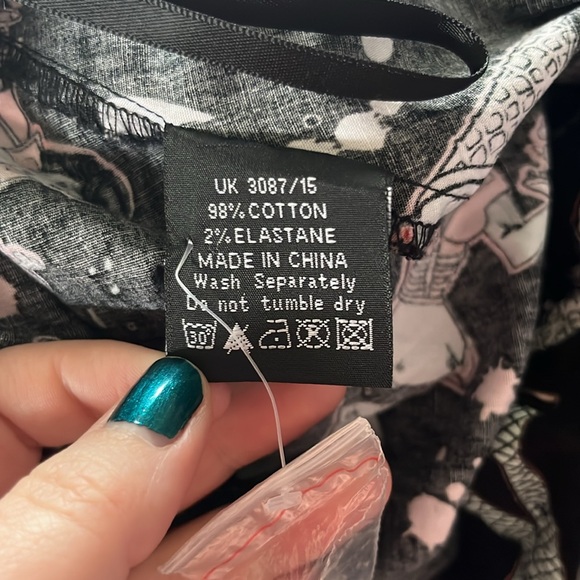 UK 3087/15
98% COTTON
2% ELASTANE
MADE IN CHINA
Wash Separately
Do not tumble dry
30°